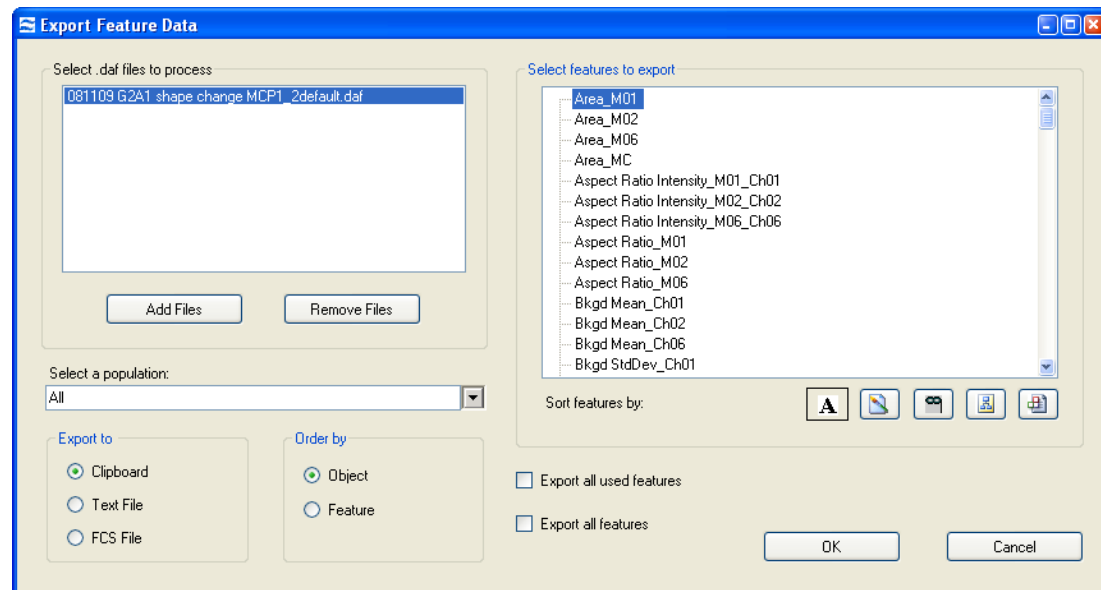 Export Feature Data
Select .daf files to process
081109 G2A1 shape change MCP1_2default.daf
Add Files
Remove Files
Select a population:
All
Export to
Clipboard
Text File
FCS File
Order by
Object
Feature
Select features to export
Area_M01
Area_M02
Area_M06
Area_MC
Aspect Ratio Intensity_M01_Ch01
Aspect Ratio Intensity_M02_Ch02
Aspect Ratio Intensity_M06_Ch06
Aspect Ratio_M01
Aspect Ratio_M02
Aspect Ratio_M06
Bkgd Mean_Ch01
Bkgd Mean_Ch02
Bkgd Mean_Ch06
Bkgd StdDev_Ch01
Sort features by:
A
Export all used features
Export all features
OK
Cancel